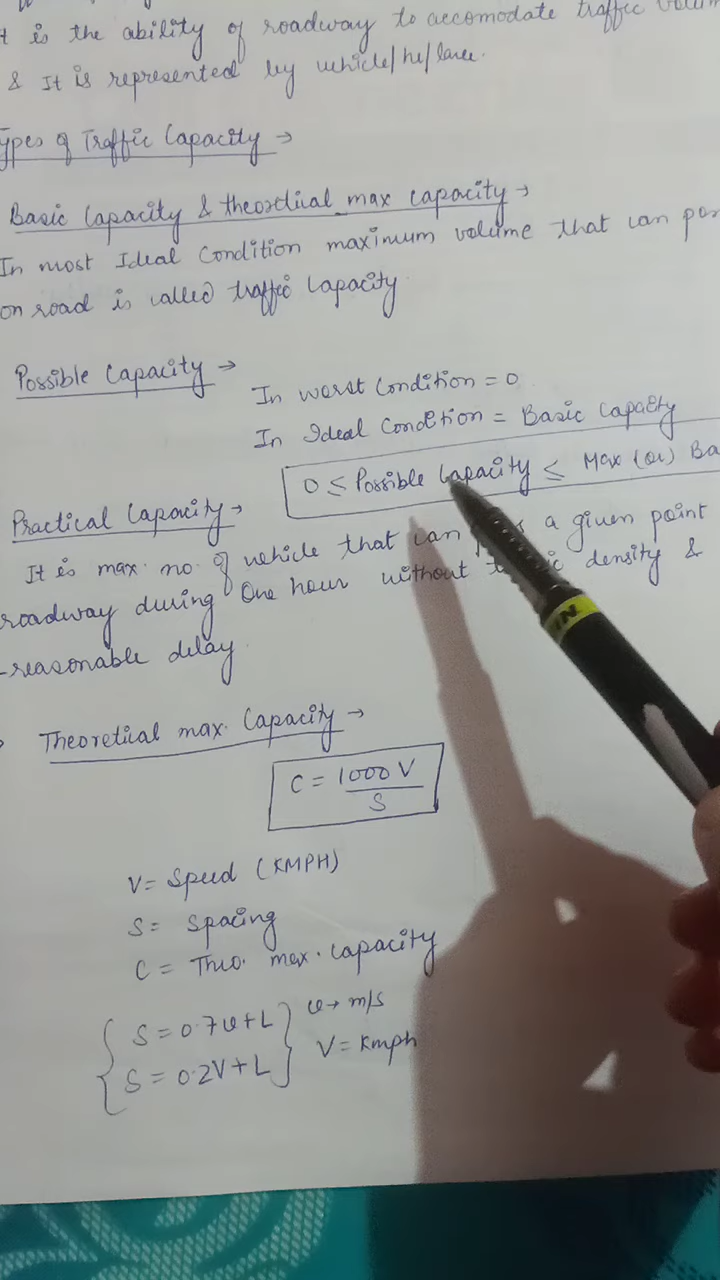 t is the ability of roadway to accomodate traffic volum
& It is represented by vehicle/hr/lane.
Types of Traffic Capacity →
Basic Capacity & theoretical max capacity →
In most Ideal Condition maximum volume that can pas
on road is called traffic Capacity
Possible Capacity →
In worst Condition = 0
In Ideal Condition = Basic Capacity
0 ≤ Possible Capacity ≤ Max (or) Ba
Practical Capacity →
It is max. no. of vehicle that can a given point
roadway during One hour without density &
reasonable delay
Theoretical max. Capacity →
C = 1000 V
S
V = Speed (KMPH)
S = Spacing
C = Theo. max. capacity
S = 0.7v+L v → m/s
S = 0.2V+L V = Kmph
IN